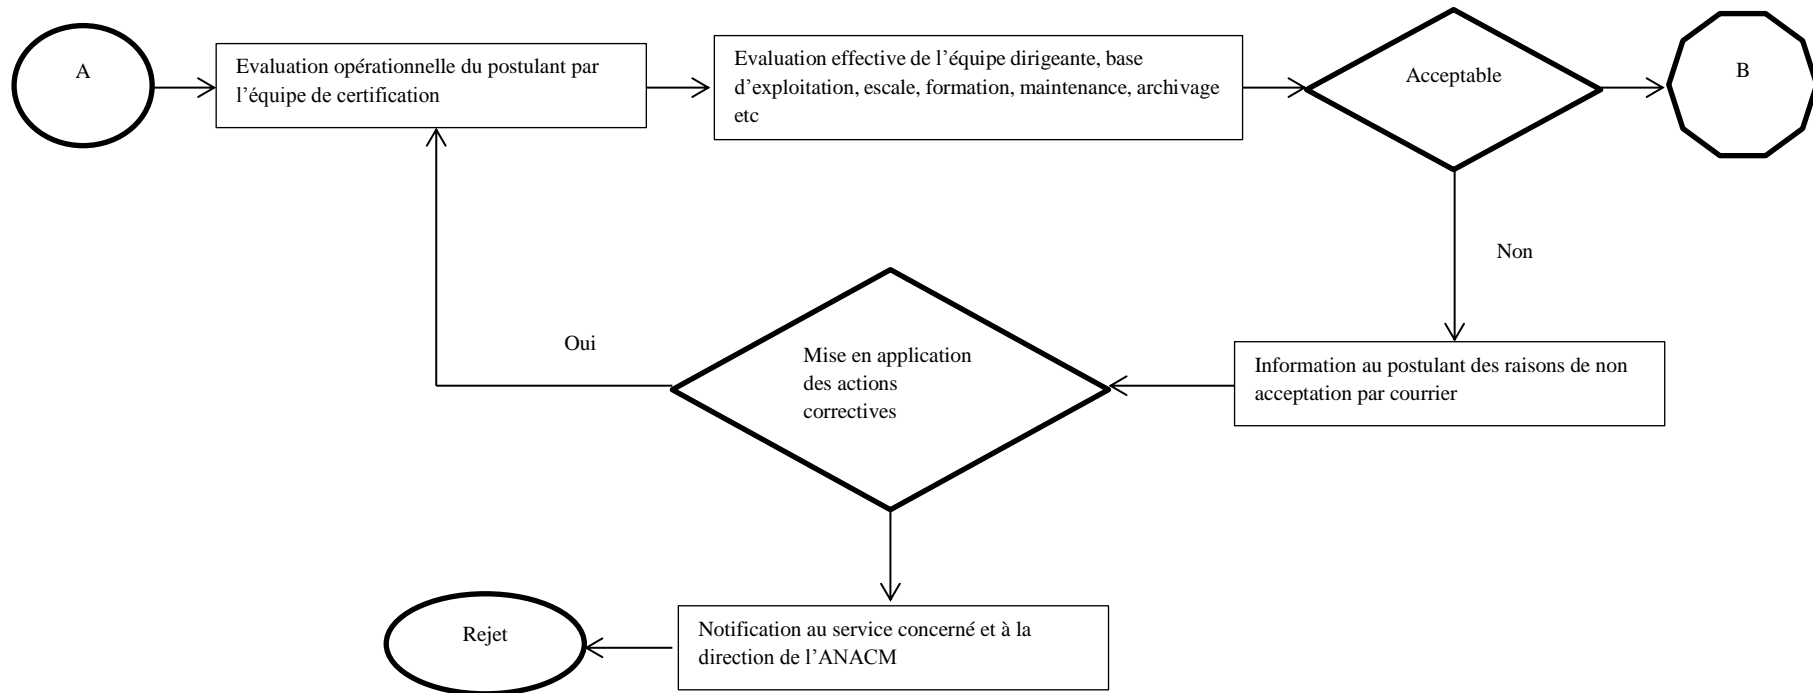 A
Evaluation opérationnelle du postulant par
l’équipe de certification
Evaluation effective de l’équipe dirigeante, base
d’exploitation, escale, formation, maintenance, archivage
etc
Acceptable
B
Non
Oui
Mise en application
des actions
correctives
Information au postulant des raisons de non
acceptation par courrier
Rejet
Notification au service concerné et à la
direction de l’ANACM